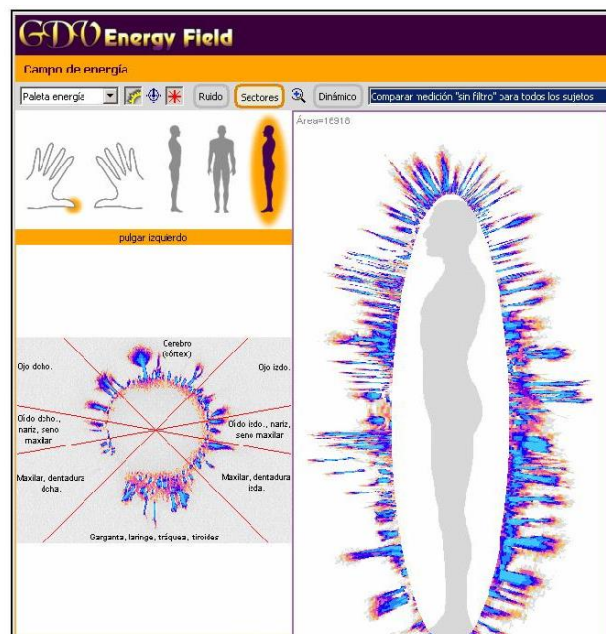 GDV Energy Field
Campo de energía
Paleta energía
Ruido
Sectores
Dinámico
Comparar medición "sin filtro" para todos los sujetos
Área=16918
pulgar izquierdo
Cerebro
(córtex)
Ojo dcho.
Ojo izdo.
Oído dcho.,
nariz, seno
maxilar
Oído izdo., nariz,
seno maxilar
Maxilar, dentadura
dcha.
Maxilar, dentadura
izda.
Garganta, laringe, tráquea, tiroides